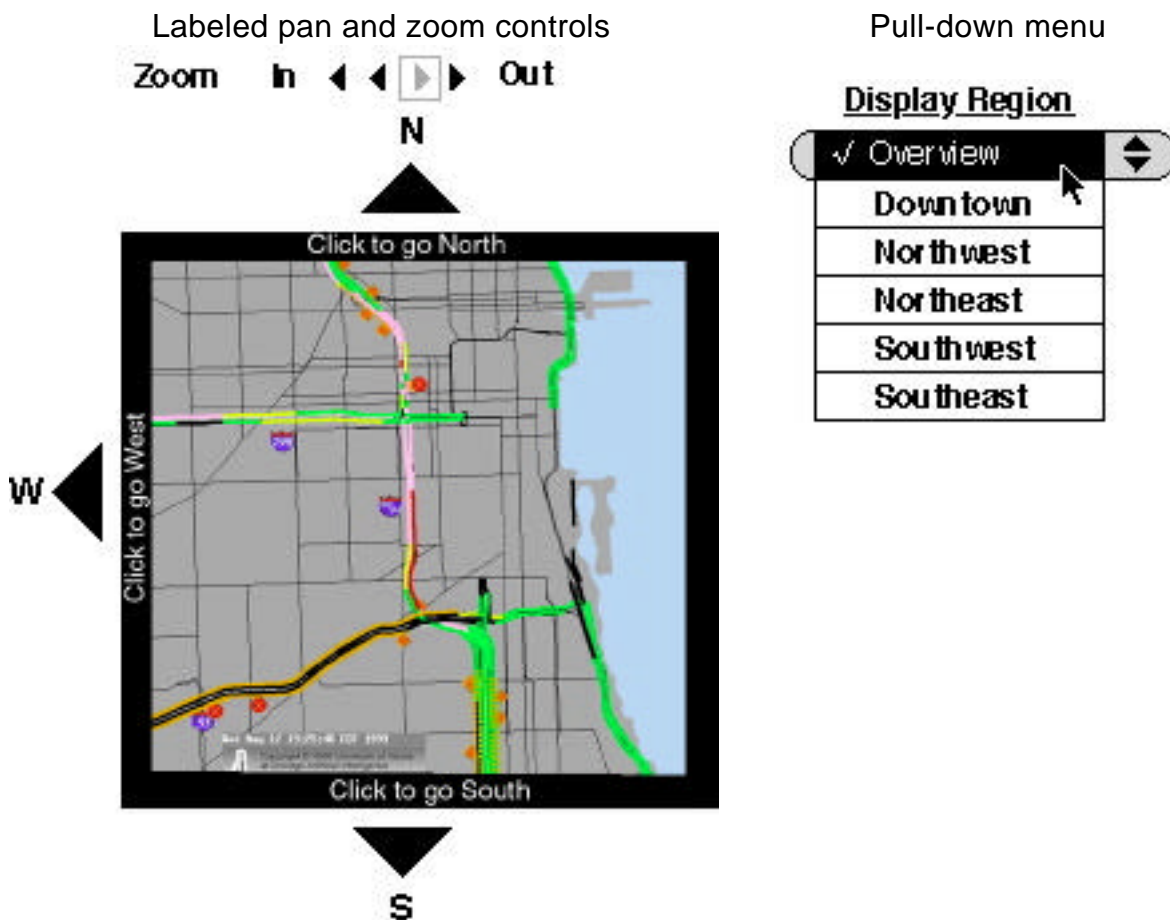 Labeled pan and zoom controls
Pull-down menu
Zoom In Out
N
Click to go North
W
Click to go West
Click to go South
S
Display Region
√ Overview
Downtown
Northwest
Northeast
Southwest
Southeast